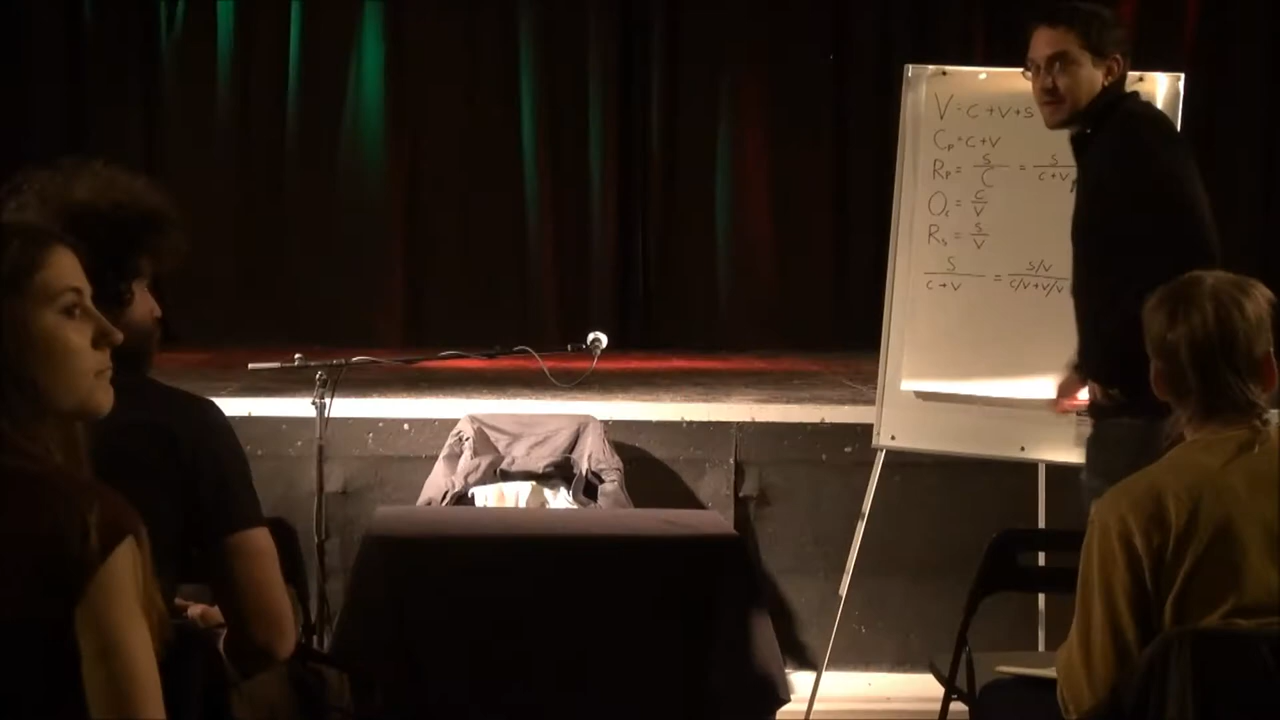 V = C + V + S
Cp = C + V
Rp = S/C = S/C+V
Oc = C/V
Rs = S/V
S/C+V = S/V / C/V+V/V